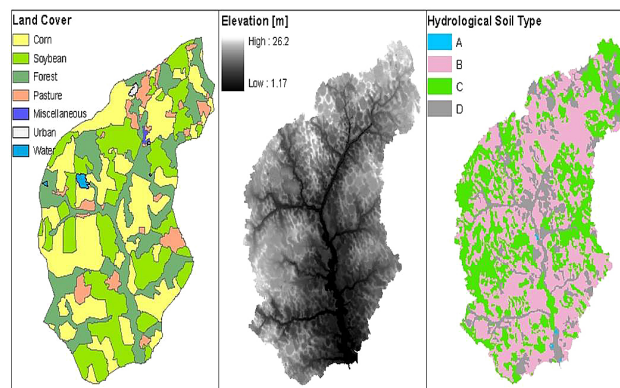 Land Cover
Corn
Soybean
Forest
Pasture
Miscellaneous
Urban
Water
Elevation [m]
High : 26.2
Low : 1.17
Hydrological Soil Type
A
B
C
D